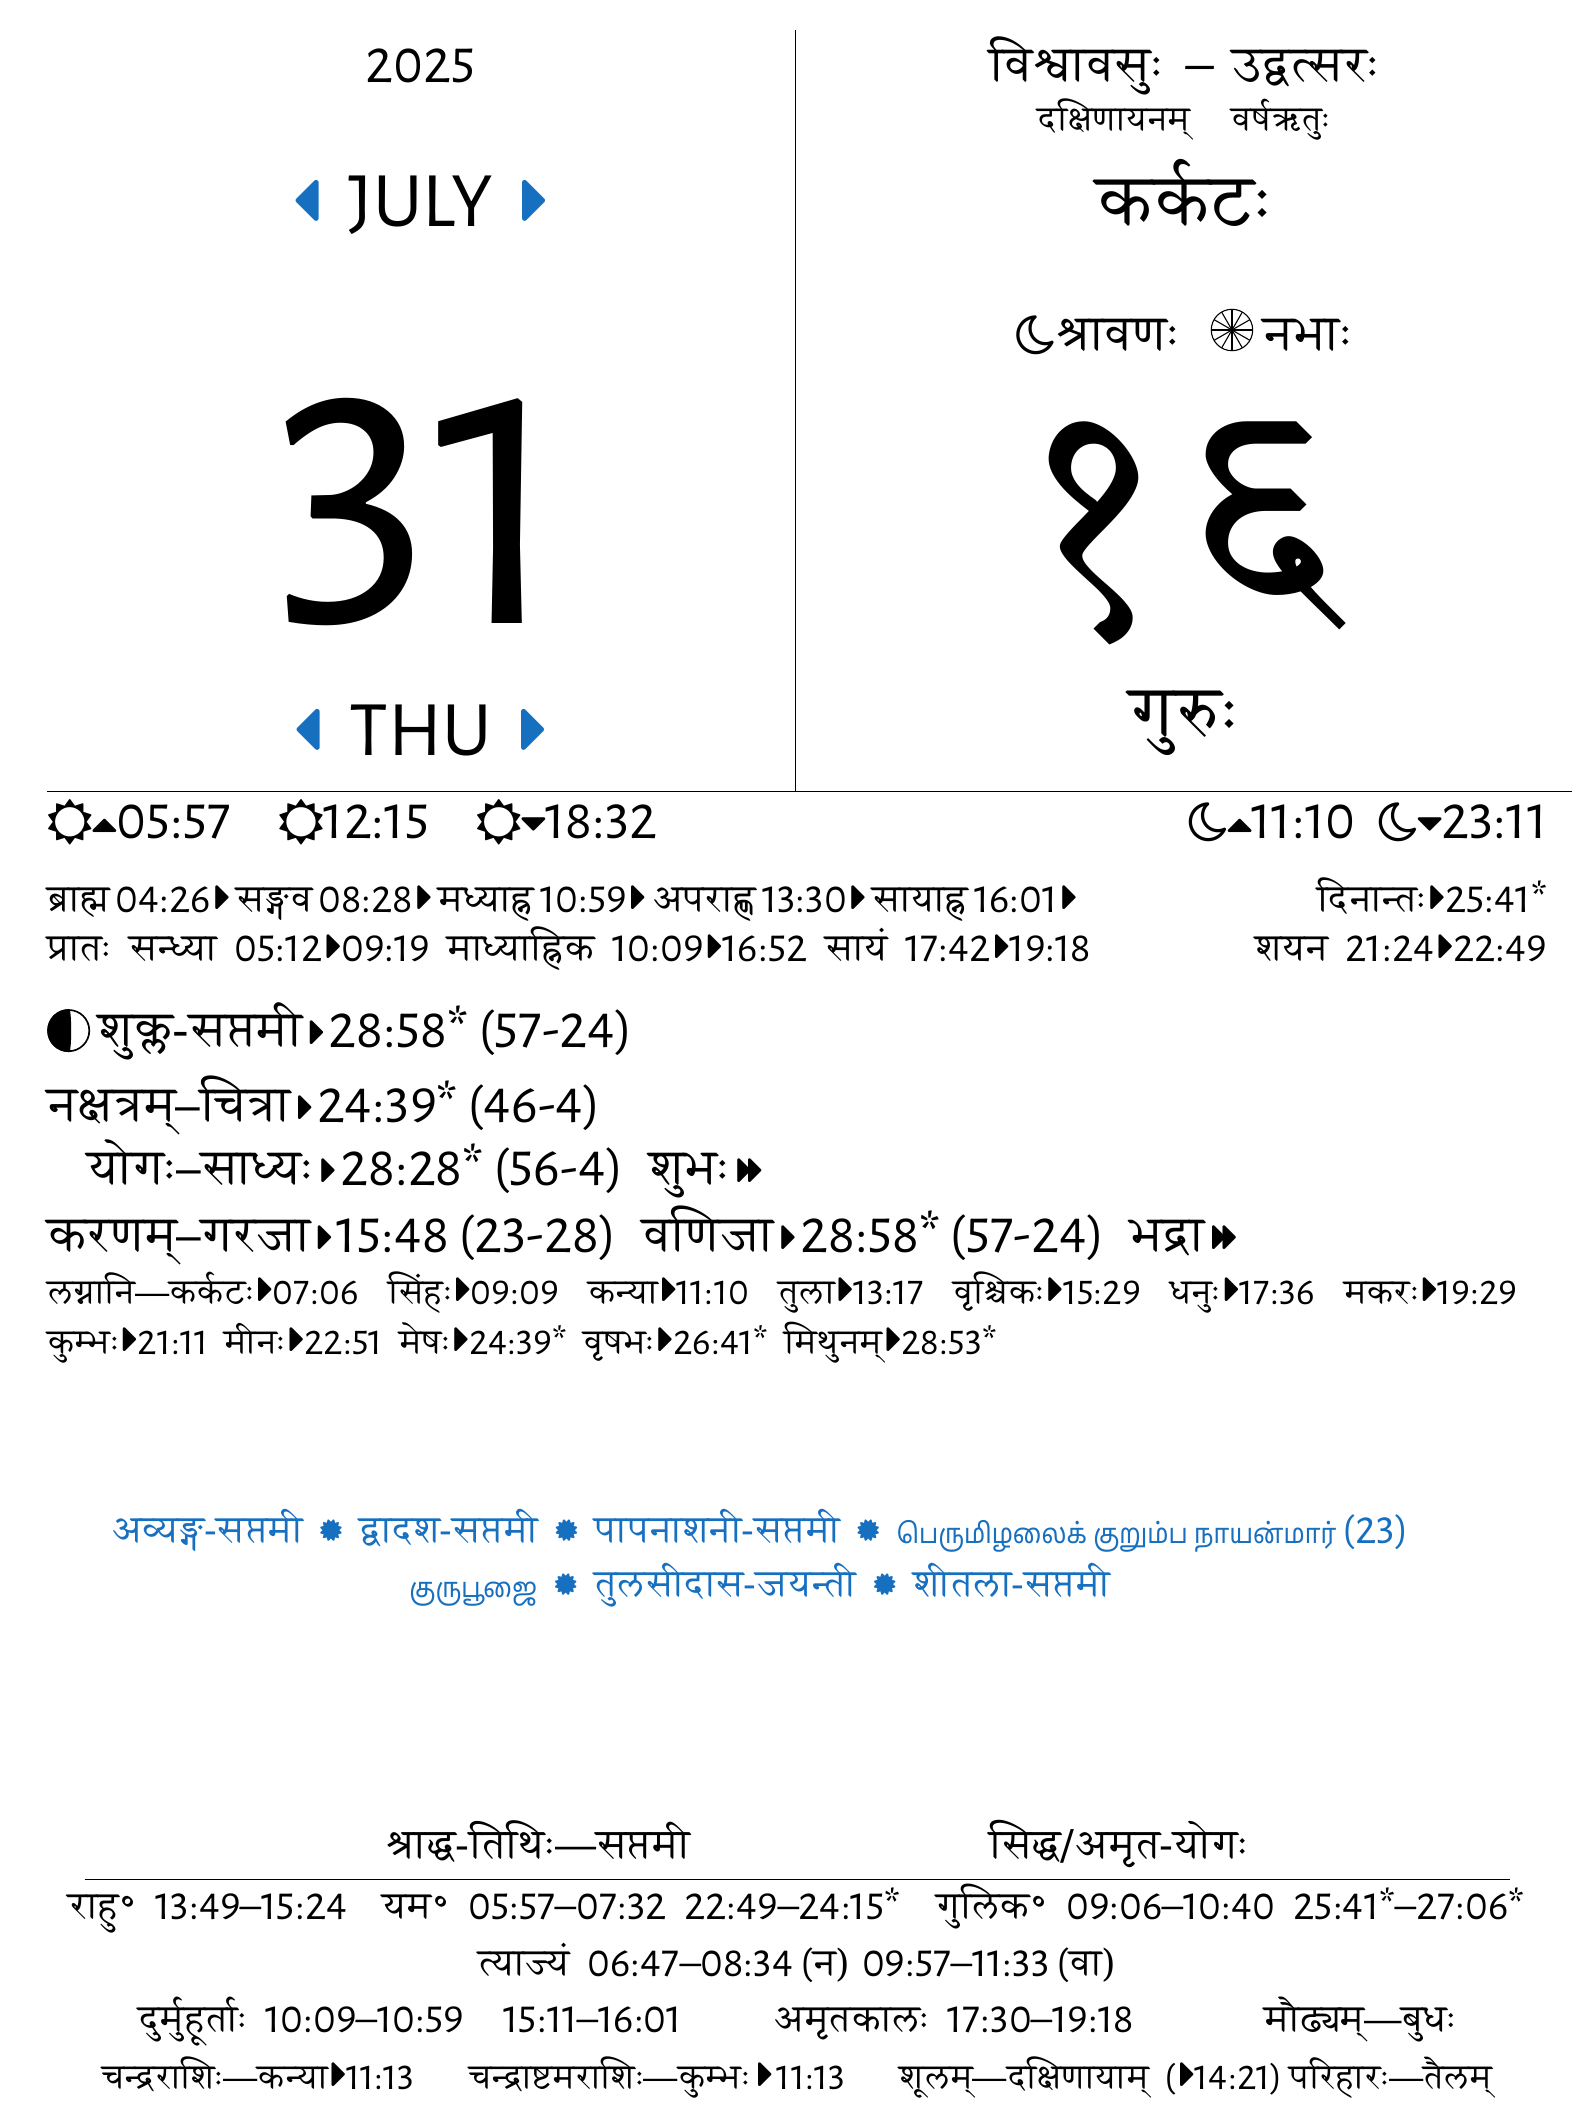 2025
JULY
31
THU
विश्वावसुः – उद्वत्सरः
दक्षिणायनम् वर्षऋतुः
कर्कटः
श्रावणः नभाः
१६
गुरुः
05:57 12:15 18:32 11:10 23:11
ब्राह्म 04:26 सङ्गव 08:28 मध्याह्न 10:59 अपराह्ण 13:30 सायाह्न 16:01 दिनान्तः 25:41*
प्रातः सन्ध्या 05:12 09:19 माध्याह्निक 10:09 16:52 सायं 17:42 19:18 शयन 21:24 22:49
शुक्ल-सप्तमी 28:58* (57-24)
नक्षत्रम्–चित्रा 24:39* (46-4)
योगः–साध्यः 28:28* (56-4) शुभः
करणम्–गरजा 15:48 (23-28) वणिजा 28:58* (57-24) भद्रा
लग्नानि—कर्कटः 07:06 सिंहः 09:09 कन्या 11:10 तुला 13:17 वृश्चिकः 15:29 धनुः 17:36 मकरः 19:29
कुम्भः 21:11 मीनः 22:51 मेषः 24:39* वृषभः 26:41* मिथुनम् 28:53*
अव्यङ्ग-सप्तमी ✹ द्वादश-सप्तमी ✹ पापनाशनी-सप्तमी ✹ பெருமிழலைக் குறும்ப நாயன்மார் (23)
குருபூஜை ✹ तुलसीदास-जयन्ती ✹ शीतला-सप्तमी
श्राद्ध-तिथिः—सप्तमी सिद्ध/अमृत-योगः
राहु॰ 13:49–15:24 यम॰ 05:57–07:32 22:49–24:15* गुलिक॰ 09:06–10:40 25:41*–27:06*
त्याज्यं 06:47–08:34 (न) 09:57–11:33 (वा)
दुर्मुहूर्ताः 10:09–10:59 15:11–16:01 अमृतकालः 17:30–19:18 मौढ्यम्—बुधः
चन्द्रराशिः—कन्या 11:13 चन्द्राष्टमराशिः—कुम्भः 11:13 शूलम्—दक्षिणायाम् (14:21) परिहारः—तैलम्